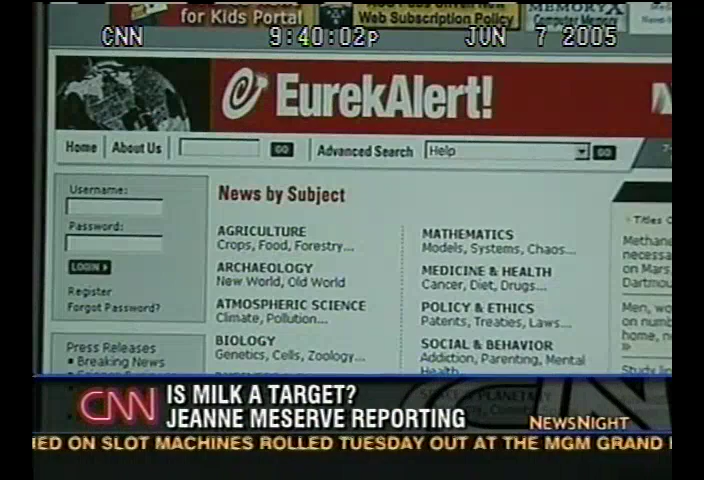 for Kids Portal
Web Subscription Policy
MEMORYX
Computer Memory
CNN 9:40:02p JUN 7 2005
EurekAlert!
Home About Us GO Advanced Search Help GO
Username:
Password:
LOGIN
Register
Forgot Password?
Press Releases
• Breaking News
News by Subject
AGRICULTURE
Crops, Food, Forestry...
ARCHAEOLOGY
New World, Old World
ATMOSPHERIC SCIENCE
Climate, Pollution...
BIOLOGY
Genetics, Cells, Zoology...
MATHEMATICS
Models, Systems, Chaos...
MEDICINE & HEALTH
Cancer, Diet, Drugs...
POLICY & ETHICS
Patents, Treaties, Laws...
SOCIAL & BEHAVIOR
Addiction, Parenting, Mental
Health...
SPACE & PLANETARY
Titles
Methane
necessa
on Mars,
Dartmou
Men, wo
on numb
home, n
»
CNN
IS MILK A TARGET?
JEANNE MESERVE REPORTING
NEWSNIGHT
IED ON SLOT MACHINES ROLLED TUESDAY OUT AT THE MGM GRAND